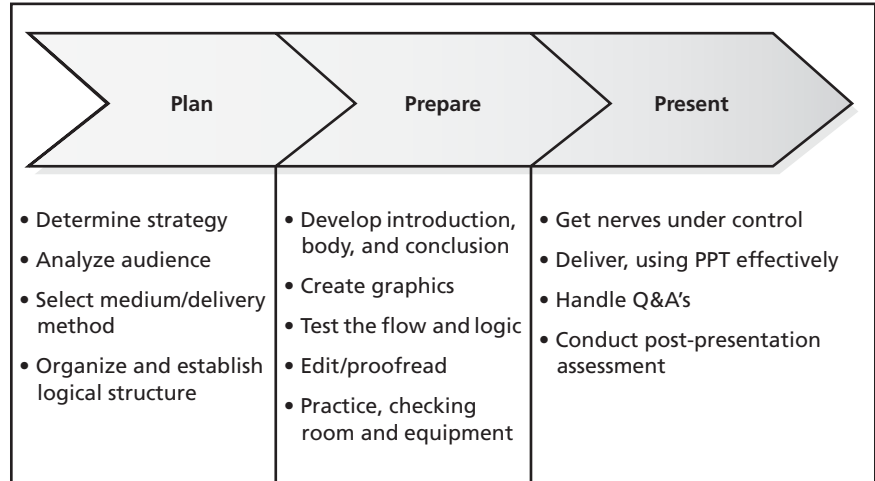 Plan
Prepare
Present
• Determine strategy
• Analyze audience
• Select medium/delivery
method
• Organize and establish
logical structure
• Develop introduction,
body, and conclusion
• Create graphics
• Test the flow and logic
• Edit/proofread
• Practice, checking
room and equipment
• Get nerves under control
• Deliver, using PPT effectively
• Handle Q&A's
• Conduct post-presentation
assessment